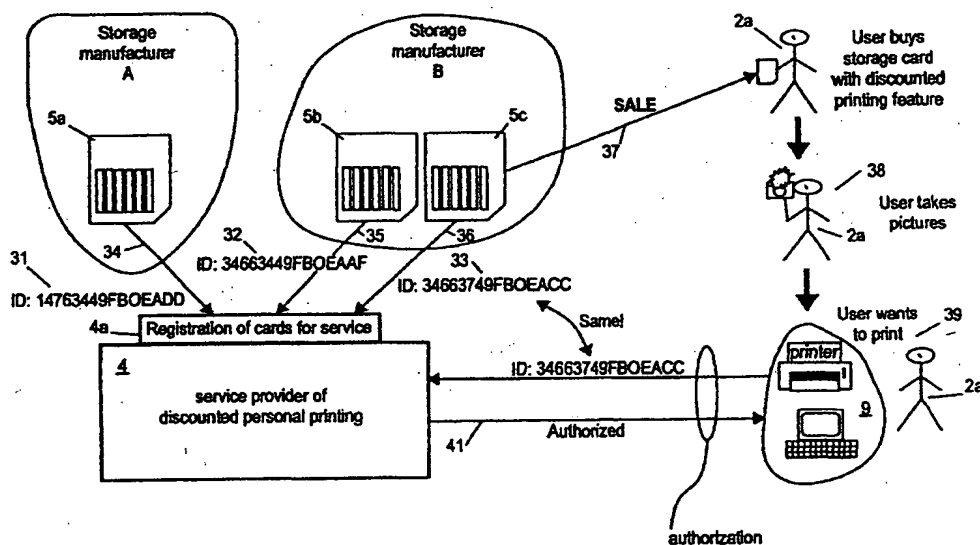 Storage
manufacturer
A
5a
34
31
ID: 14763449FBOEADD
Storage
manufacturer
B
5b
5c
35
36
32
ID: 34663449FBOEAAF
33
ID: 34663749FBOEACC
SALE
37
2a
User buys
storage card
with discounted
printing feature
38
User takes
pictures
2a
User wants
to print
39
2a
printer
9
4a
Registration of cards for service
4
service provider of
discounted personal printing
Same!
ID: 34663749FBOEACC
41
Authorized
authorization